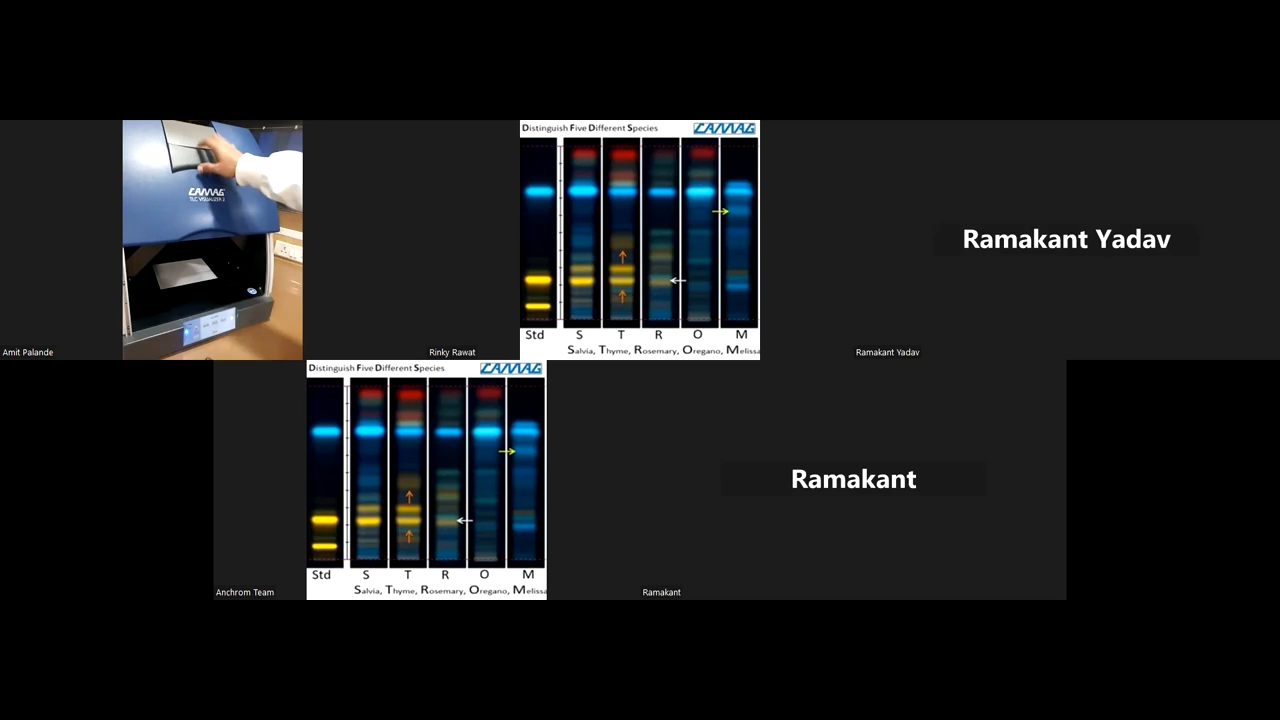 CAMAG
TLC VISUALIZER 2
Amit Palande
Rinky Rawat
Distinguish Five Different Species
CAMAG
Std S T R O M
Salvia, Thyme, Rosemary, Oregano, Melissa
Ramakant Yadav
Ramakant Yadav
Distinguish Five Different Species
CAMAG
Std S T R O M
Salvia, Thyme, Rosemary, Oregano, Melissa
Anchrom Team
Ramakant
Ramakant